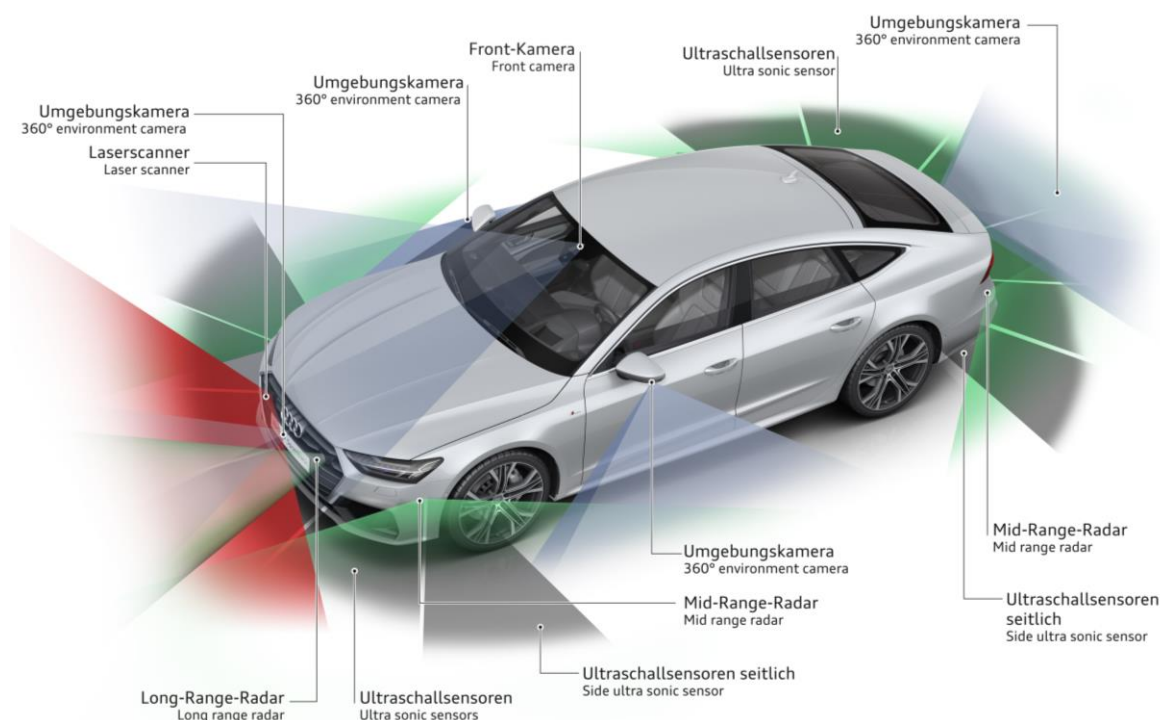 Umgebungskamera
360° environment camera
Ultraschallsensoren
Ultra sonic sensor
Front-Kamera
Front camera
Umgebungskamera
360° environment camera
Umgebungskamera
360° environment camera
Laserscanner
Laser scanner
Mid-Range-Radar
Mid range radar
Umgebungskamera
360° environment camera
Mid-Range-Radar
Mid range radar
Ultraschallsensoren
seitlich
Side ultra sonic sensor
Ultraschallsensoren seitlich
Side ultra sonic sensor
Long-Range-Radar
Long range radar
Ultraschallsensoren
Ultra sonic sensors